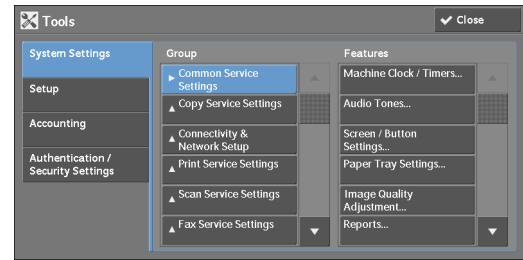 Tools
Close
System Settings
Setup
Accounting
Authentication /
Security Settings
Group
Common Service
Settings
Copy Service Settings
Connectivity &
Network Setup
Print Service Settings
Scan Service Settings
Fax Service Settings
Features
Machine Clock / Timers...
Audio Tones...
Screen / Button
Settings...
Paper Tray Settings...
Image Quality
Adjustment...
Reports...